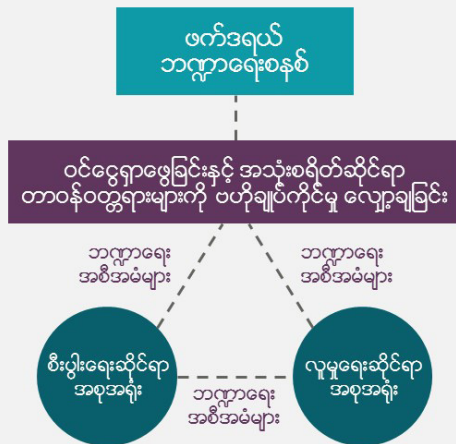 ဖက်ဒရယ်
ဘဏ္ဍာရေးစနစ်
ဝင်ငွေရှာဖွေခြင်းနှင့် အသုံးစရိတ်ဆိုင်ရာ
တာဝန်ဝတ္တရားများကို ဗဟိုချုပ်ကိုင်မှု လျှော့ချခြင်း
ဘဏ္ဍာရေး
အစီအမံများ
ဘဏ္ဍာရေး
အစီအမံများ
စီးပွါးရေးဆိုင်ရာ
အစုအရုံး
ဘဏ္ဍာရေး
အစီအမံများ
လူမှုရေးဆိုင်ရာ
အစုအရုံး